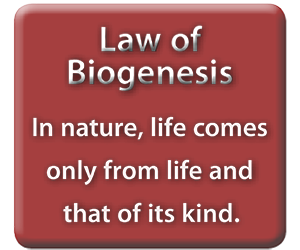 Law of
Biogenesis
In nature, life comes
only from life and
that of its kind.